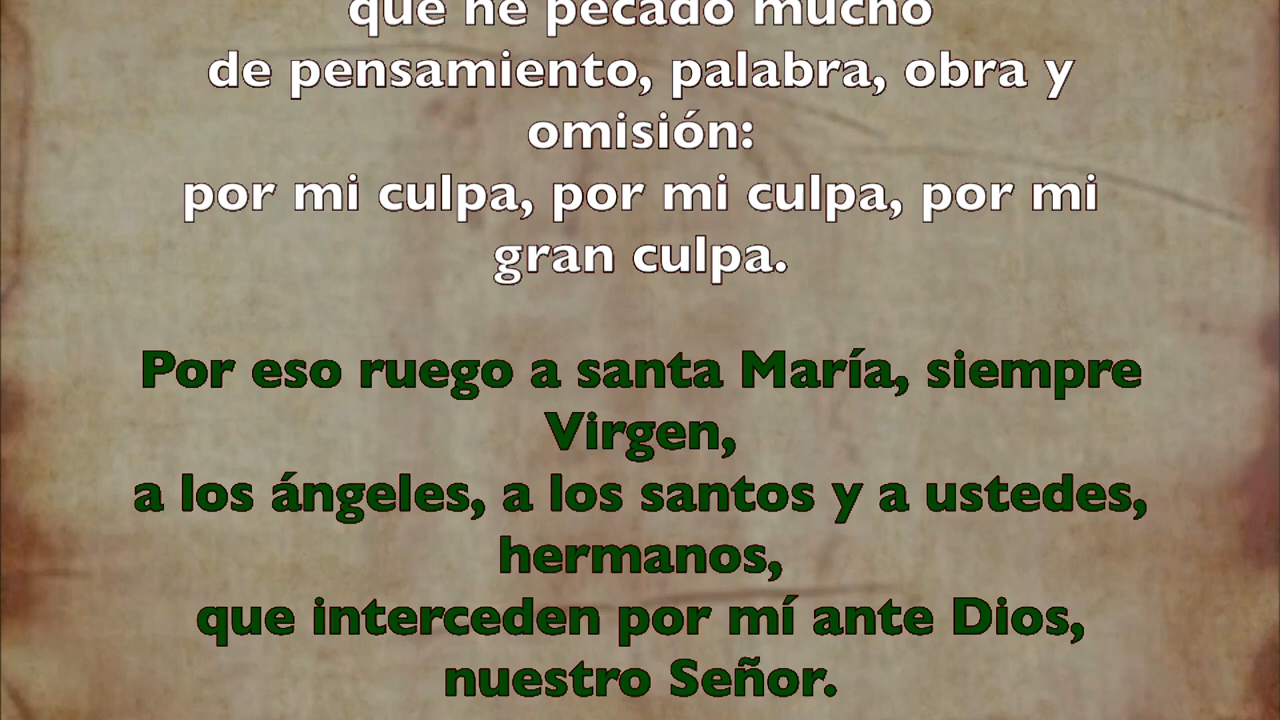 que he pecado mucho
de pensamiento, palabra, obra y
omisión:
por mi culpa, por mi culpa, por mi
gran culpa.
Por eso ruego a santa María, siempre
Virgen,
a los ángeles, a los santos y a ustedes,
hermanos,
que interceden por mí ante Dios,
nuestro Señor.